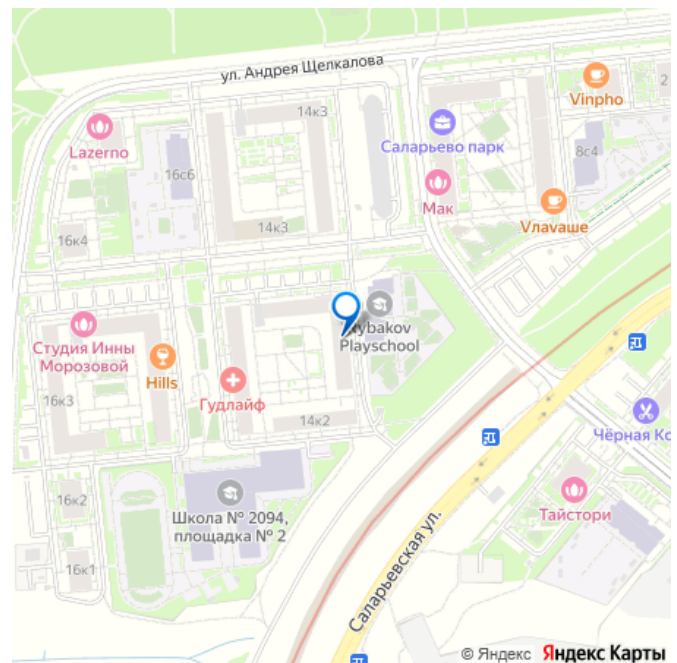 ул. Андрея Щелкалова
Vinpho
2
14к3
Lazerno
Саларьево парк
16с6
8с4
Мак
Vлаваше
14к3
16к4
Rybakov
Playschool
Студия Инны
Морозовой
Hills
Гудлайф
16к3
14к2
Чёрная Ко
Тайстори
16к2
Школа № 2094,
площадка № 2
16к1
Саларьевская ул.
© Яндекс Яндекс Карты